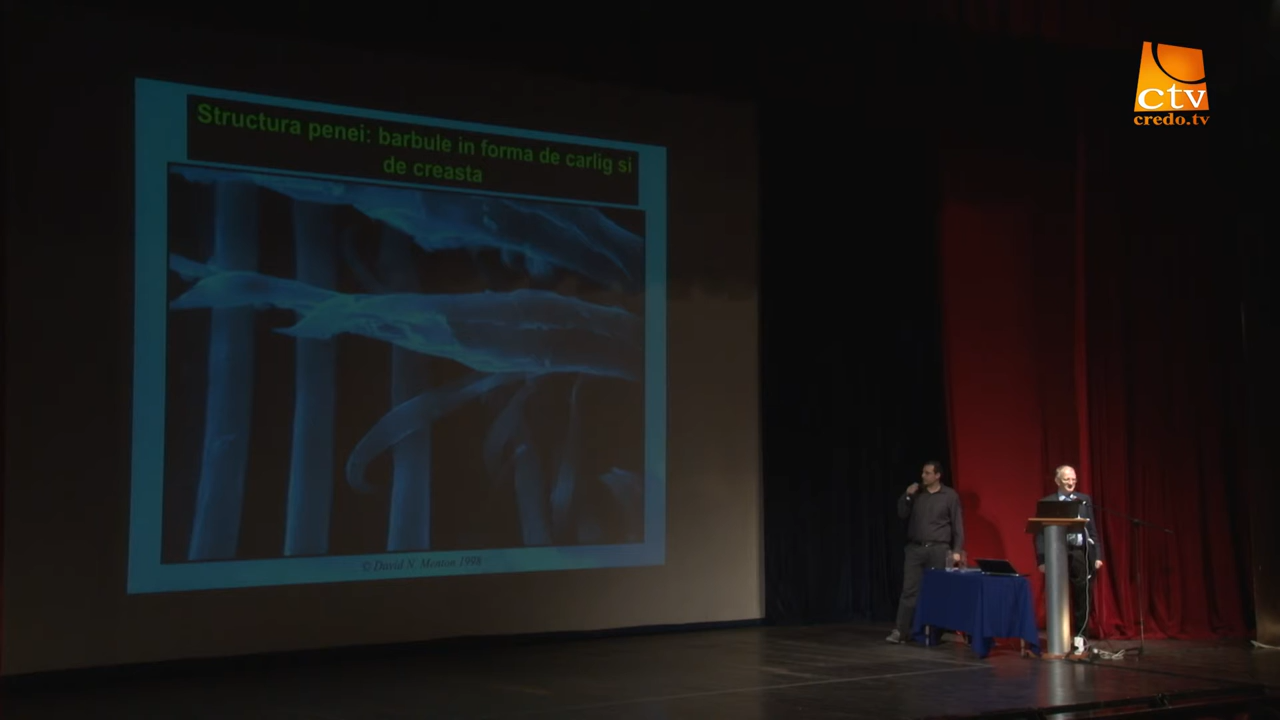 ctv
credo.tv
Structura penei: barbule in forma de carlig si
de creasta
© David N. Menton 1998